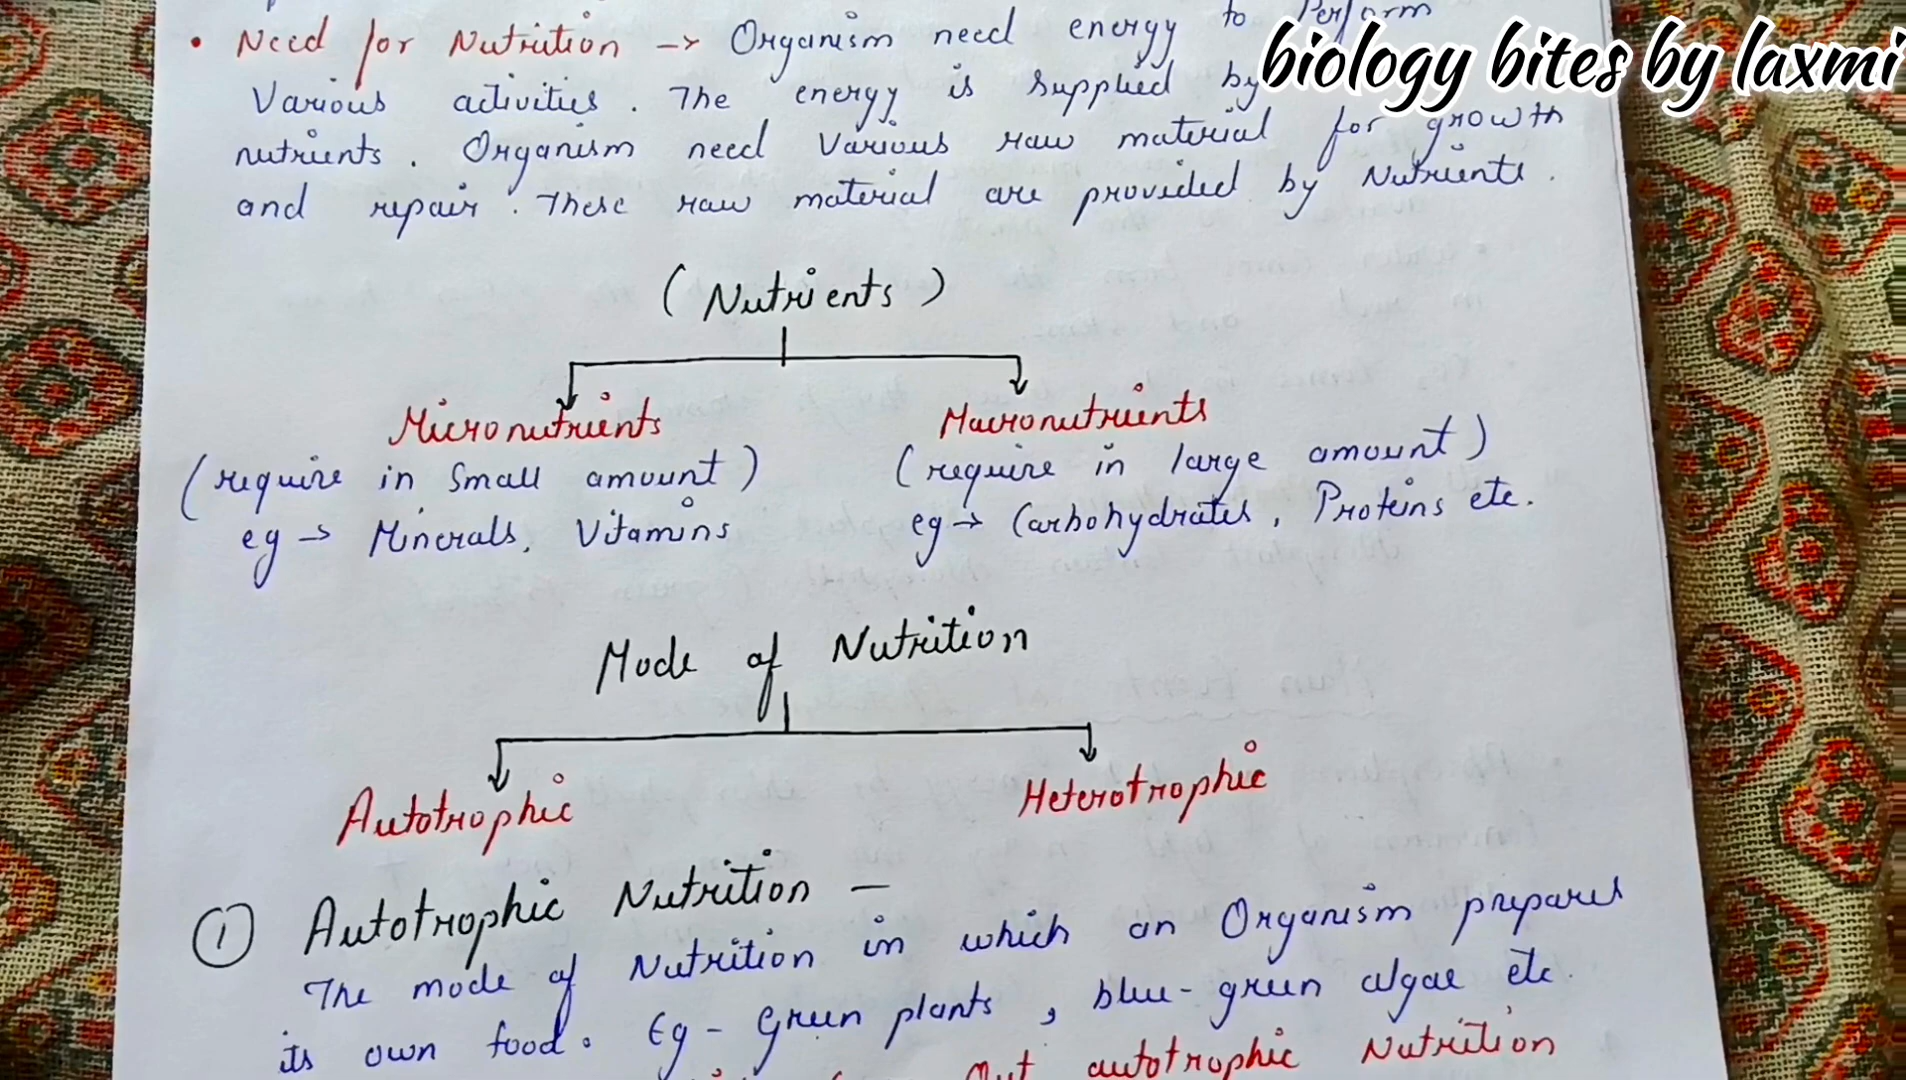 • Need for Nutrition → Organism need energy to Perform
biology bites by laxmi
Various activities. The energy is Supplied by
nutrients. Organism need Various raw material for growth
and repair. These raw material are provided by Nutrients.
(Nutrients)
Micronutrients Macronutrients
(require in Small amount) (require in large amount)
eg → Minerals, Vitamins eg → Carbohydrates, Proteins etc.
Mode of Nutrition
Autotrophic Heterotrophic
① Autotrophic Nutrition –
The mode of Nutrition in which an Organism prepares
its own food. Eg - Green plants, blue-green algae etc.
Out autotrophic Nutrition